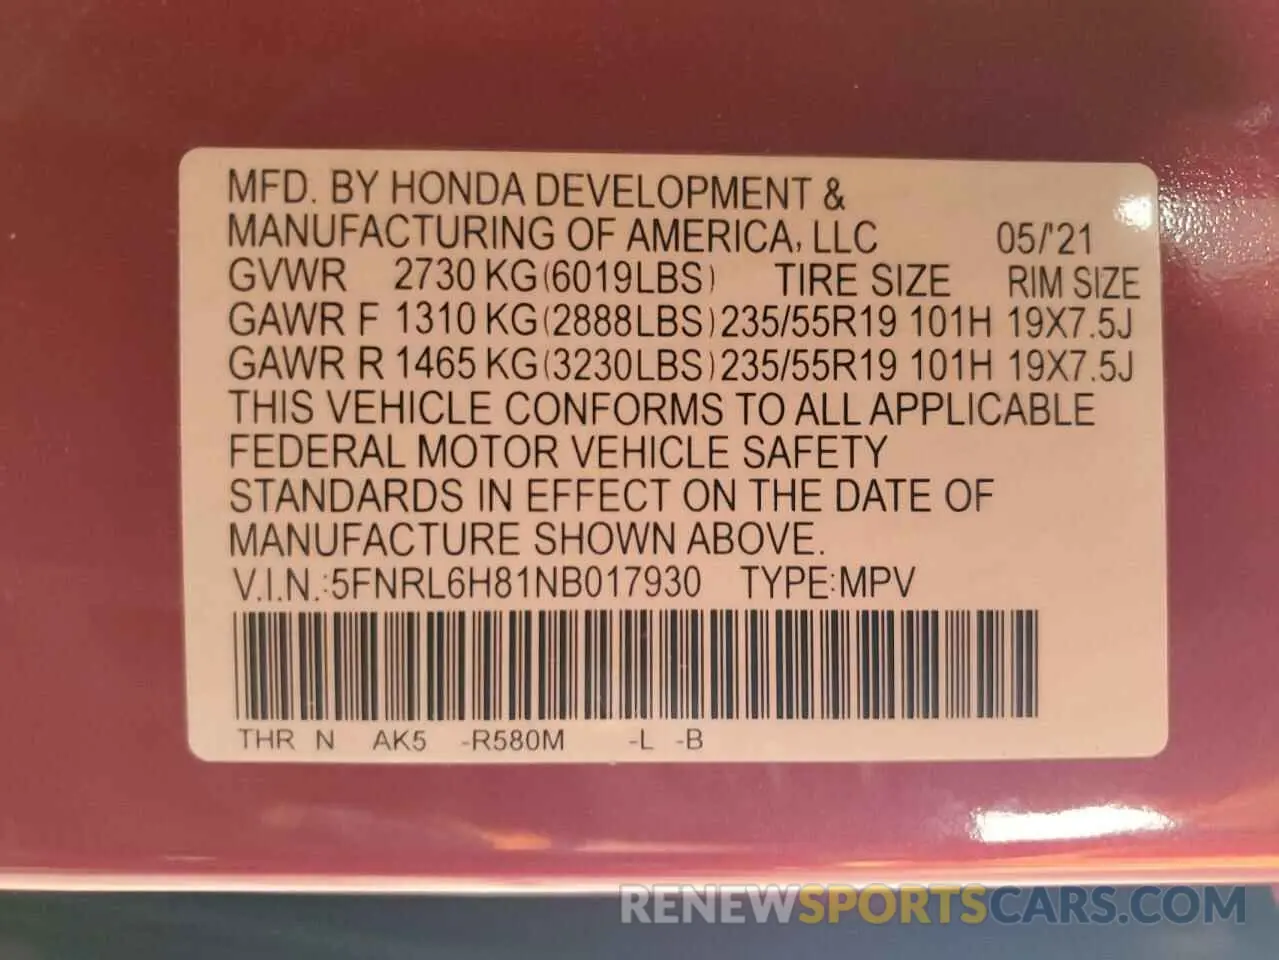 MFD. BY HONDA DEVELOPMENT &
MANUFACTURING OF AMERICA, LLC 05/'21
GVWR 2730 KG(6019LBS) TIRE SIZE RIM SIZE
GAWR F 1310 KG(2888LBS) 235/55R19 101H 19X7.5J
GAWR R 1465 KG(3230LBS) 235/55R19 101H 19X7.5J
THIS VEHICLE CONFORMS TO ALL APPLICABLE
FEDERAL MOTOR VEHICLE SAFETY
STANDARDS IN EFFECT ON THE DATE OF
MANUFACTURE SHOWN ABOVE.
V.I.N.:5FNRL6H81NB017930 TYPE:MPV
THR N AK5 -R580M -L -B
RENEWSPORTSCARS.COM